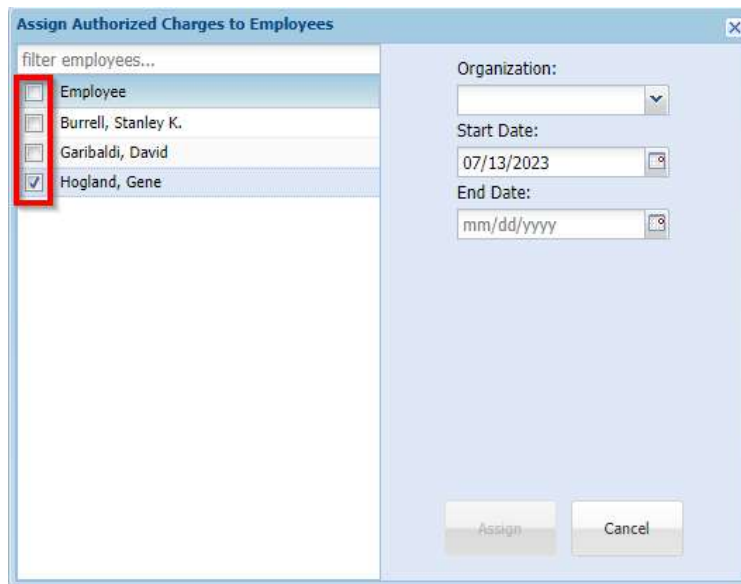 Assign Authorized Charges to Employees
filter employees...
Employee
Burrell, Stanley K.
Garibaldi, David
Hogland, Gene
Organization:
Start Date:
07/13/2023
End Date:
mm/dd/yyyy
Assign
Cancel